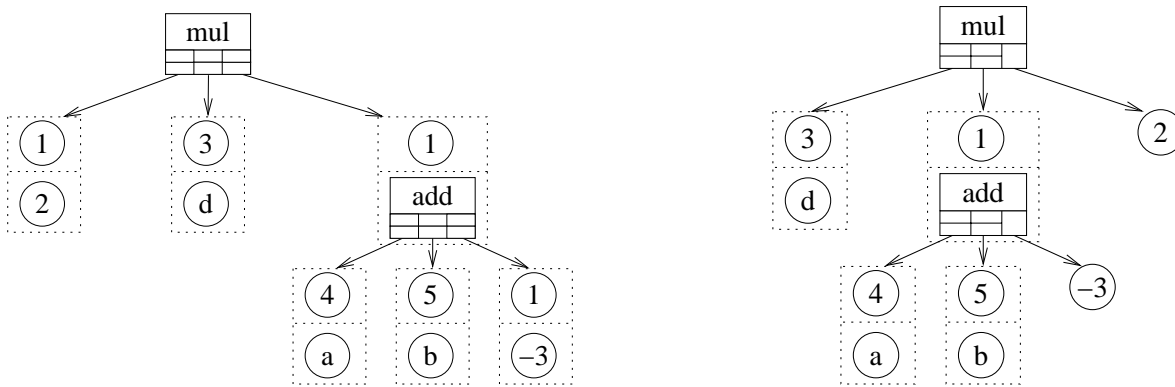 mul
1 3 1
2 d add
4 5 1
a b −3
mul
3 1 2
d add
4 5 −3
a b